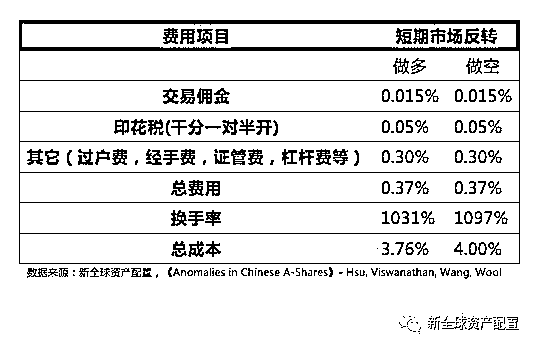 费用项目 短期市场反转
做多 做空
交易佣金 0.015% 0.015%
印花税(千分一对半开) 0.05% 0.05%
其它(过户费,经手费,证管费,杠杆费等) 0.30% 0.30%
总费用 0.37% 0.37%
换手率 1031% 1097%
总成本 3.76% 4.00%
数据来源:新全球资产配置,《Anomalies in Chinese A-Shares》- Hsu, Viswanathan, Wang, Wool
新全球资产配置